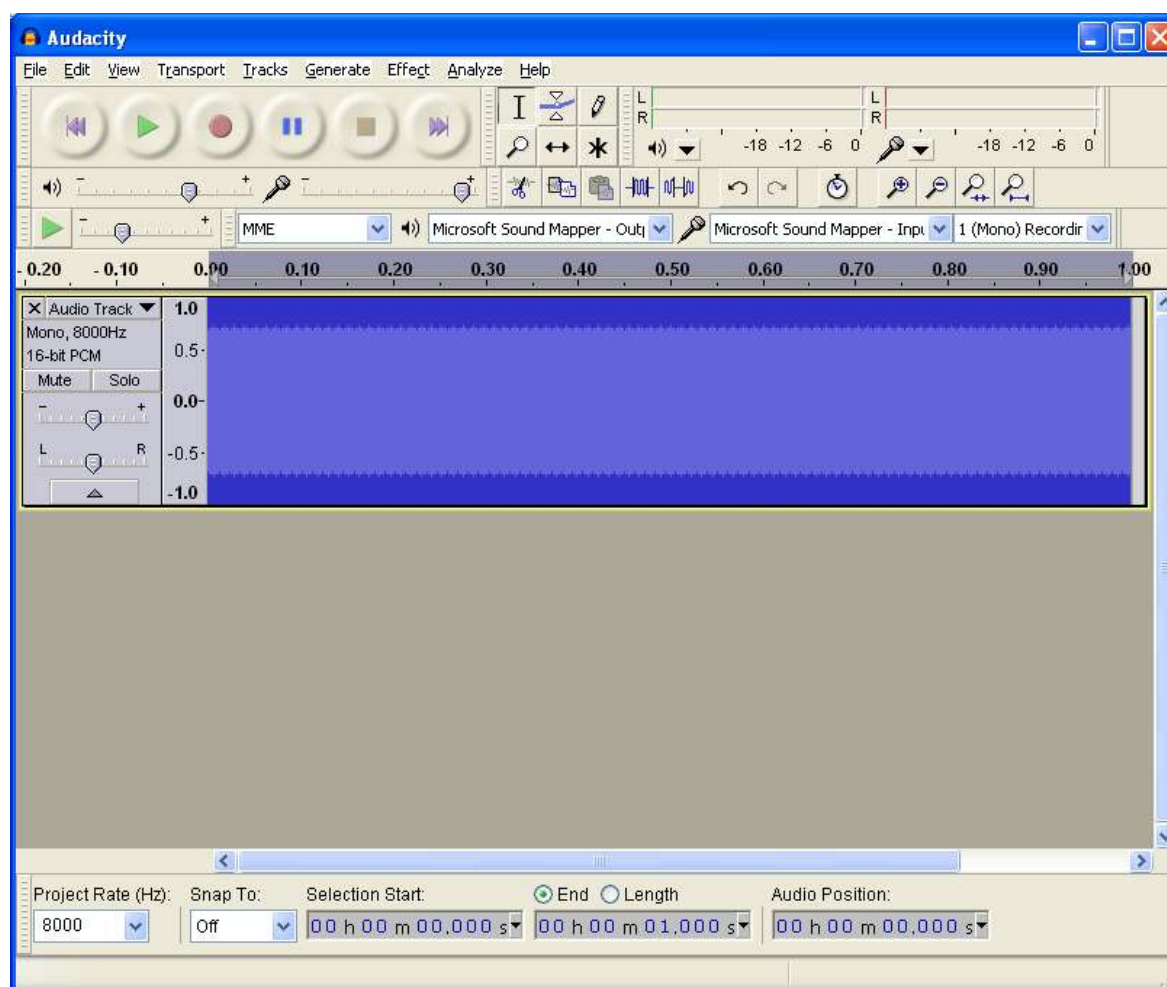 Audacity
File Edit View Transport Tracks Generate Effect Analyze Help
L
R
-18 -12 -6 0
L
R
-18 -12 -6 0
MME Microsoft Sound Mapper - Outp Microsoft Sound Mapper - Inpu 1 (Mono) Recordir
- 0.20 - 0.10 0.00 0.10 0.20 0.30 0.40 0.50 0.60 0.70 0.80 0.90 1.00
X Audio Track 1.0
Mono, 8000Hz
16-bit PCM 0.5
Mute Solo
- + 0.0
L R -0.5
-1.0
Project Rate (Hz): Snap To: Selection Start: End Length Audio Position:
8000 Off 00 h 00 m 00,000 s 00 h 00 m 01,000 s 00 h 00 m 00,000 s